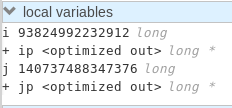 local variables
i 93824992232912 long
+ ip <optimized out> long *
j 140737488347376 long
+ jp <optimized out> long *